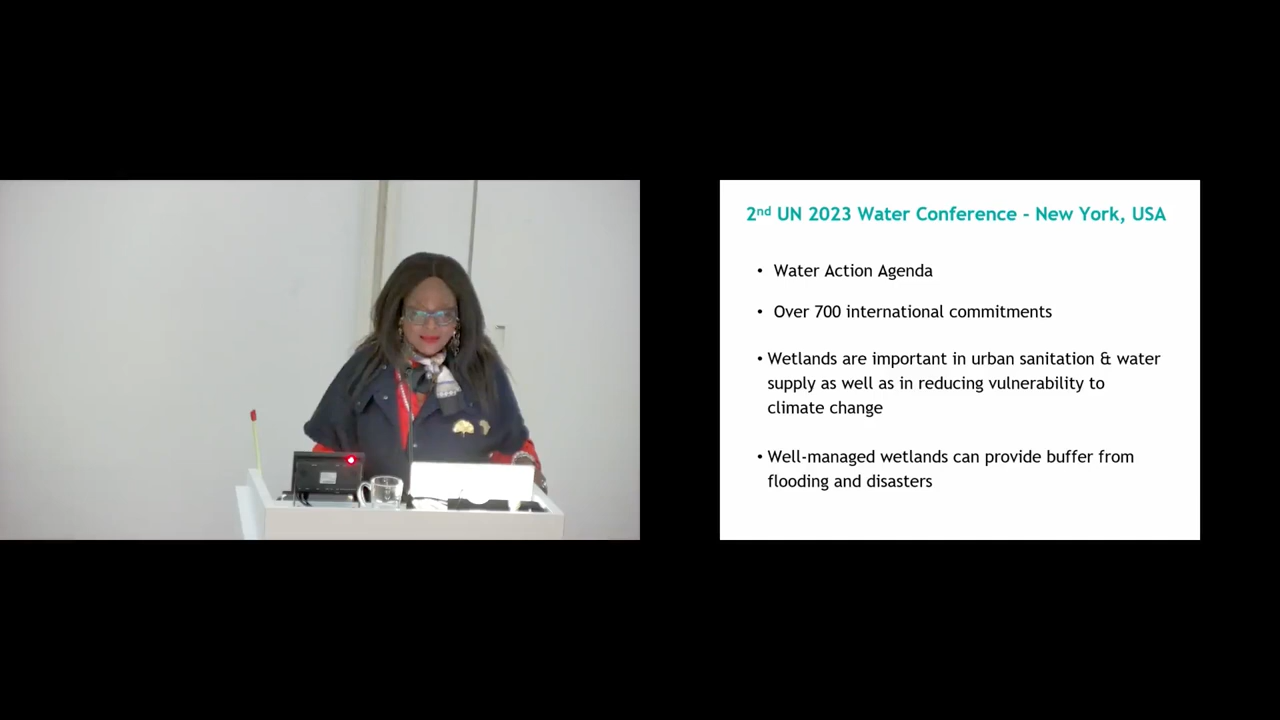 2nd UN 2023 Water Conference - New York, USA
• Water Action Agenda
• Over 700 international commitments
• Wetlands are important in urban sanitation & water
supply as well as in reducing vulnerability to
climate change
• Well-managed wetlands can provide buffer from
flooding and disasters